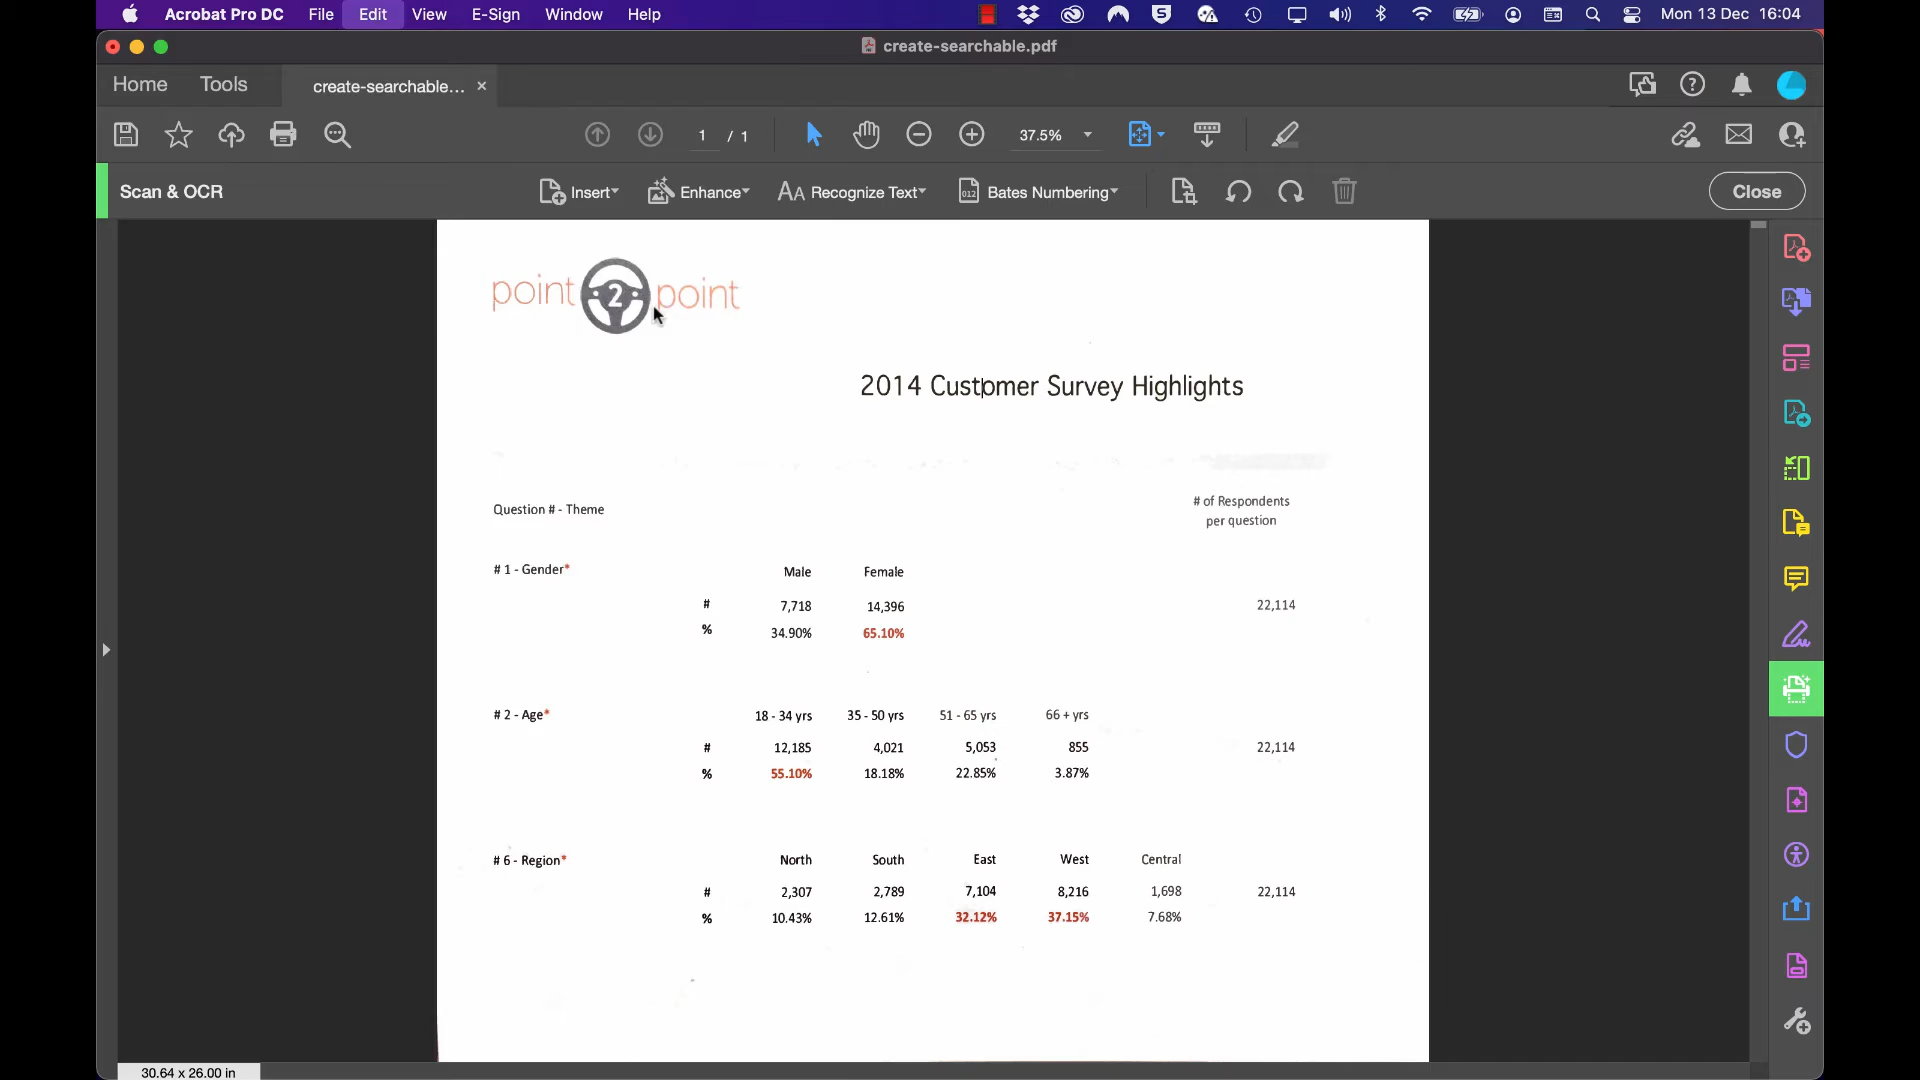 Acrobat Pro DC File Edit View E-Sign Window Help Mon 13 Dec 16:04
create-searchable.pdf
Home Tools create-searchable... ×
1 / 1 37.5%
Scan & OCR Insert Enhance Recognize Text 012 Bates Numbering Close
point 2 point
2014 Customer Survey Highlights
Question # - Theme # of Respondents
per question
# 1 - Gender* Male Female
# 7,718 14,396 22,114
% 34.90% 65.10%
# 2 - Age* 18 - 34 yrs 35 - 50 yrs 51 - 65 yrs 66 + yrs
# 12,185 4,021 5,053 855 22,114
% 55.10% 18.18% 22.85% 3.87%
# 6 - Region* North South East West Central
# 2,307 2,789 7,104 8,216 1,698 22,114
% 10.43% 12.61% 32.12% 37.15% 7.68%
30.64 x 26.00 in